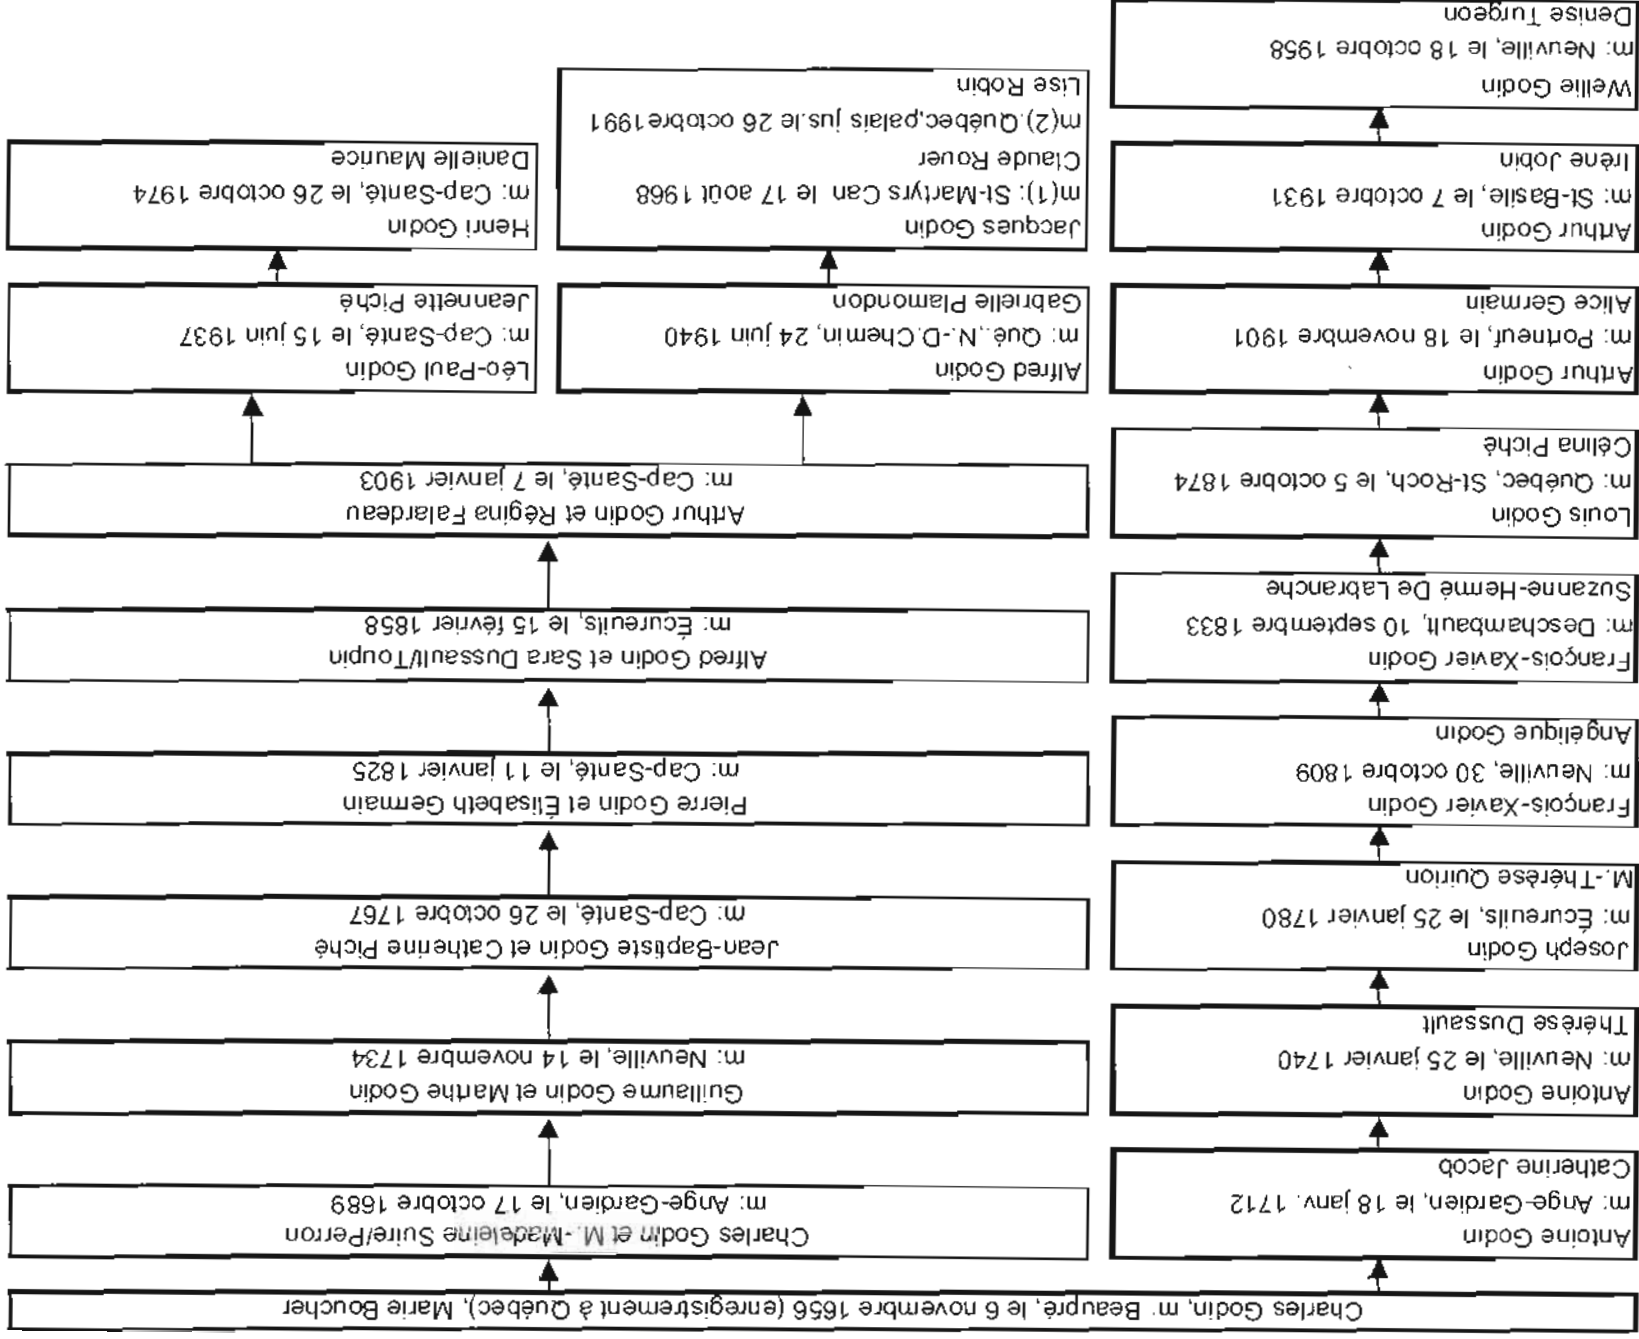 Charles Godin, m: Beaupré, le 6 novembre 1656 (enregistrement à Québec), Marie Boucher
Antoine Godin
m: Ange-Gardien, le 18 janv. 1712
Catherine Jacob
Antoine Godin
m: Neuville, le 25 janvier 1740
Thérèse Dussault
Joseph Godin
m: Écureuils, le 25 janvier 1780
M.-Thérèse Quirion
François-Xavier Godin
m: Neuville, 30 octobre 1809
Angélique Godin
François-Xavier Godin
m: Deschambault, 10 septembre 1833
Suzanne-Hermé De Labranche
Louis Godin
m: Québec, St-Roch, le 5 octobre 1874
Célina Piché
Arthur Godin
m: Portneuf, le 18 novembre 1901
Alice Germain
Arthur Godin
m: St-Basile, le 7 octobre 1931
Irène Jobin
Wellie Godin
m: Neuville, le 18 octobre 1958
Denise Turgeon
Charles Godin et M.-Madeleine Suire/Perron
m: Ange-Gardien, le 17 octobre 1689
Guillaume Godin et Marthe Godin
m: Neuville, le 14 novembre 1734
Jean-Baptiste Godin et Catherine Piché
m: Cap-Santé, le 26 octobre 1767
Pierre Godin et Élisabeth Germain
m: Cap-Santé, le 11 janvier 1825
Alfred Godin et Sara Dussault/Toupin
m: Écureuils, le 15 février 1858
Arthur Godin et Régina Falardeau
m: Cap-Santé, le 7 janvier 1903
Alfred Godin
m: Qué., N.-D.Chemin, 24 juin 1940
Gabrielle Plamondon
Jacques Godin
m(1): St-Martyrs Can le 17 août 1968
Claude Rouer
m(2).Québec,palais jus.le 26 octobre1991
Lise Robin
Léo-Paul Godin
m: Cap-Santé, le 15 juin 1937
Jeannette Piché
Henri Godin
m: Cap-Santé, le 26 octobre 1974
Danielle Maurice